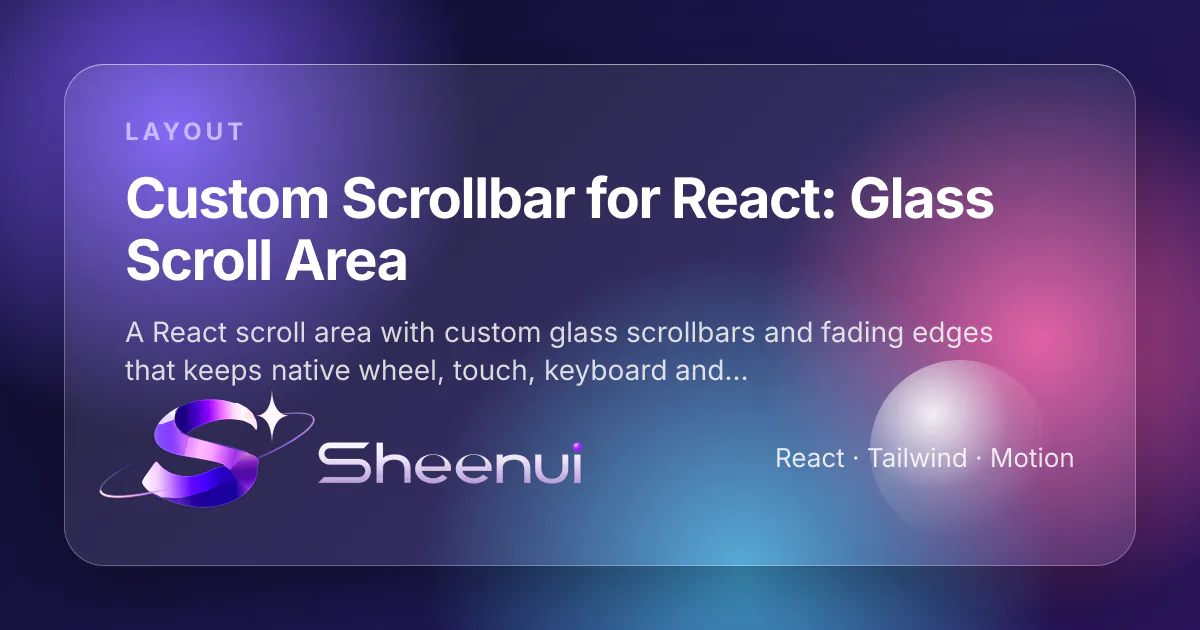 LAYOUT
Custom Scrollbar for React: Glass
Scroll Area
A React scroll area with custom glass scrollbars and fading edges
that keeps native wheel, touch, keyboard and...
Sheenui
React · Tailwind · Motion